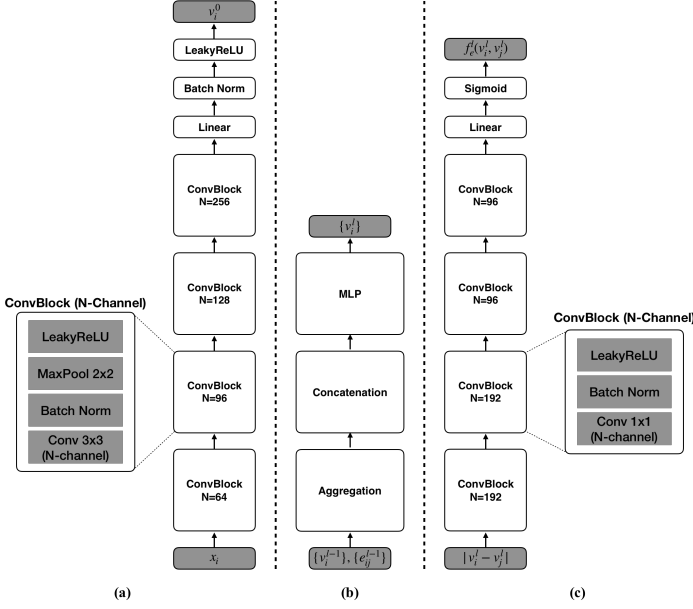 v_i^0
LeakyReLU
Batch Norm
Linear
ConvBlock
N=256
ConvBlock
N=128
ConvBlock
N=96
ConvBlock
N=64
x_i
ConvBlock (N-Channel)
LeakyReLU
MaxPool 2x2
Batch Norm
Conv 3x3
(N-channel)
(a)
{v_i^l}
MLP
Concatenation
Aggregation
{v_i^{l-1}}, {e_{ij}^{l-1}}
(b)
f_e^l(v_i^l, v_j^l)
Sigmoid
Linear
ConvBlock
N=96
ConvBlock
N=96
ConvBlock
N=192
ConvBlock
N=192
|v_i^l − v_j^l|
ConvBlock (N-Channel)
LeakyReLU
Batch Norm
Conv 1x1
(N-channel)
(c)